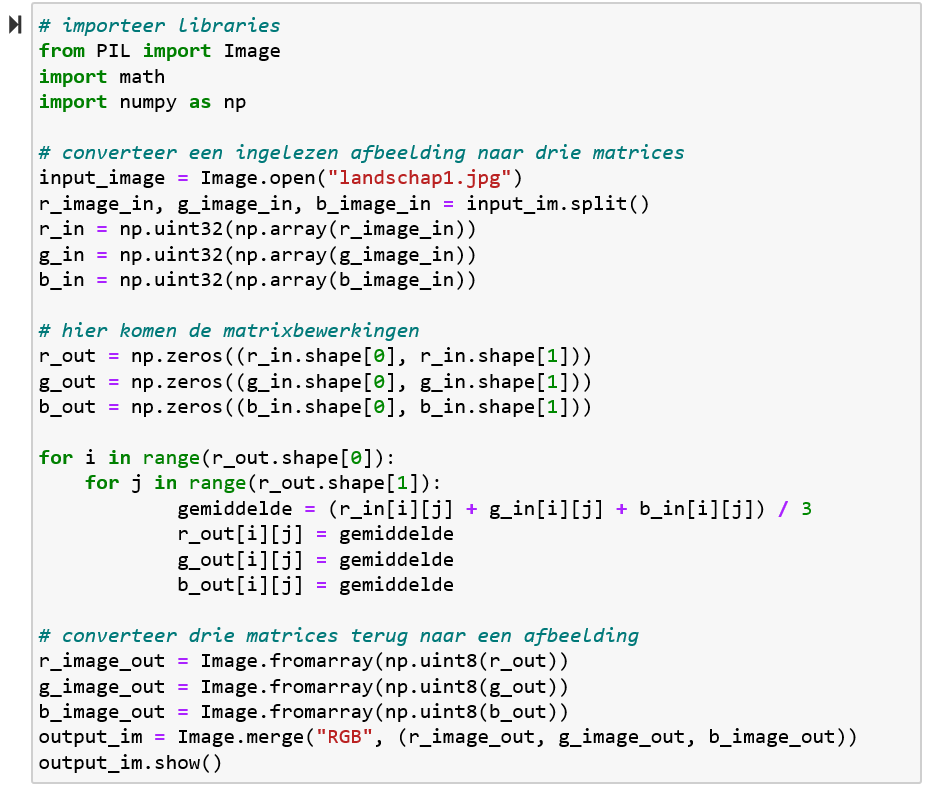 # importeer libraries
from PIL import Image
import math
import numpy as np

# converteer een ingelezen afbeelding naar drie matrices
input_image = Image.open("landschap1.jpg")
r_image_in, g_image_in, b_image_in = input_im.split()
r_in = np.uint32(np.array(r_image_in))
g_in = np.uint32(np.array(g_image_in))
b_in = np.uint32(np.array(b_image_in))

# hier komen de matrixbewerkingen
r_out = np.zeros((r_in.shape[0], r_in.shape[1]))
g_out = np.zeros((g_in.shape[0], g_in.shape[1]))
b_out = np.zeros((b_in.shape[0], b_in.shape[1]))

for i in range(r_out.shape[0]):
    for j in range(r_out.shape[1]):
            gemiddelde = (r_in[i][j] + g_in[i][j] + b_in[i][j]) / 3
            r_out[i][j] = gemiddelde
            g_out[i][j] = gemiddelde
            b_out[i][j] = gemiddelde

# converteer drie matrices terug naar een afbeelding
r_image_out = Image.fromarray(np.uint8(r_out))
g_image_out = Image.fromarray(np.uint8(g_out))
b_image_out = Image.fromarray(np.uint8(b_out))
output_im = Image.merge("RGB", (r_image_out, g_image_out, b_image_out))
output_im.show()